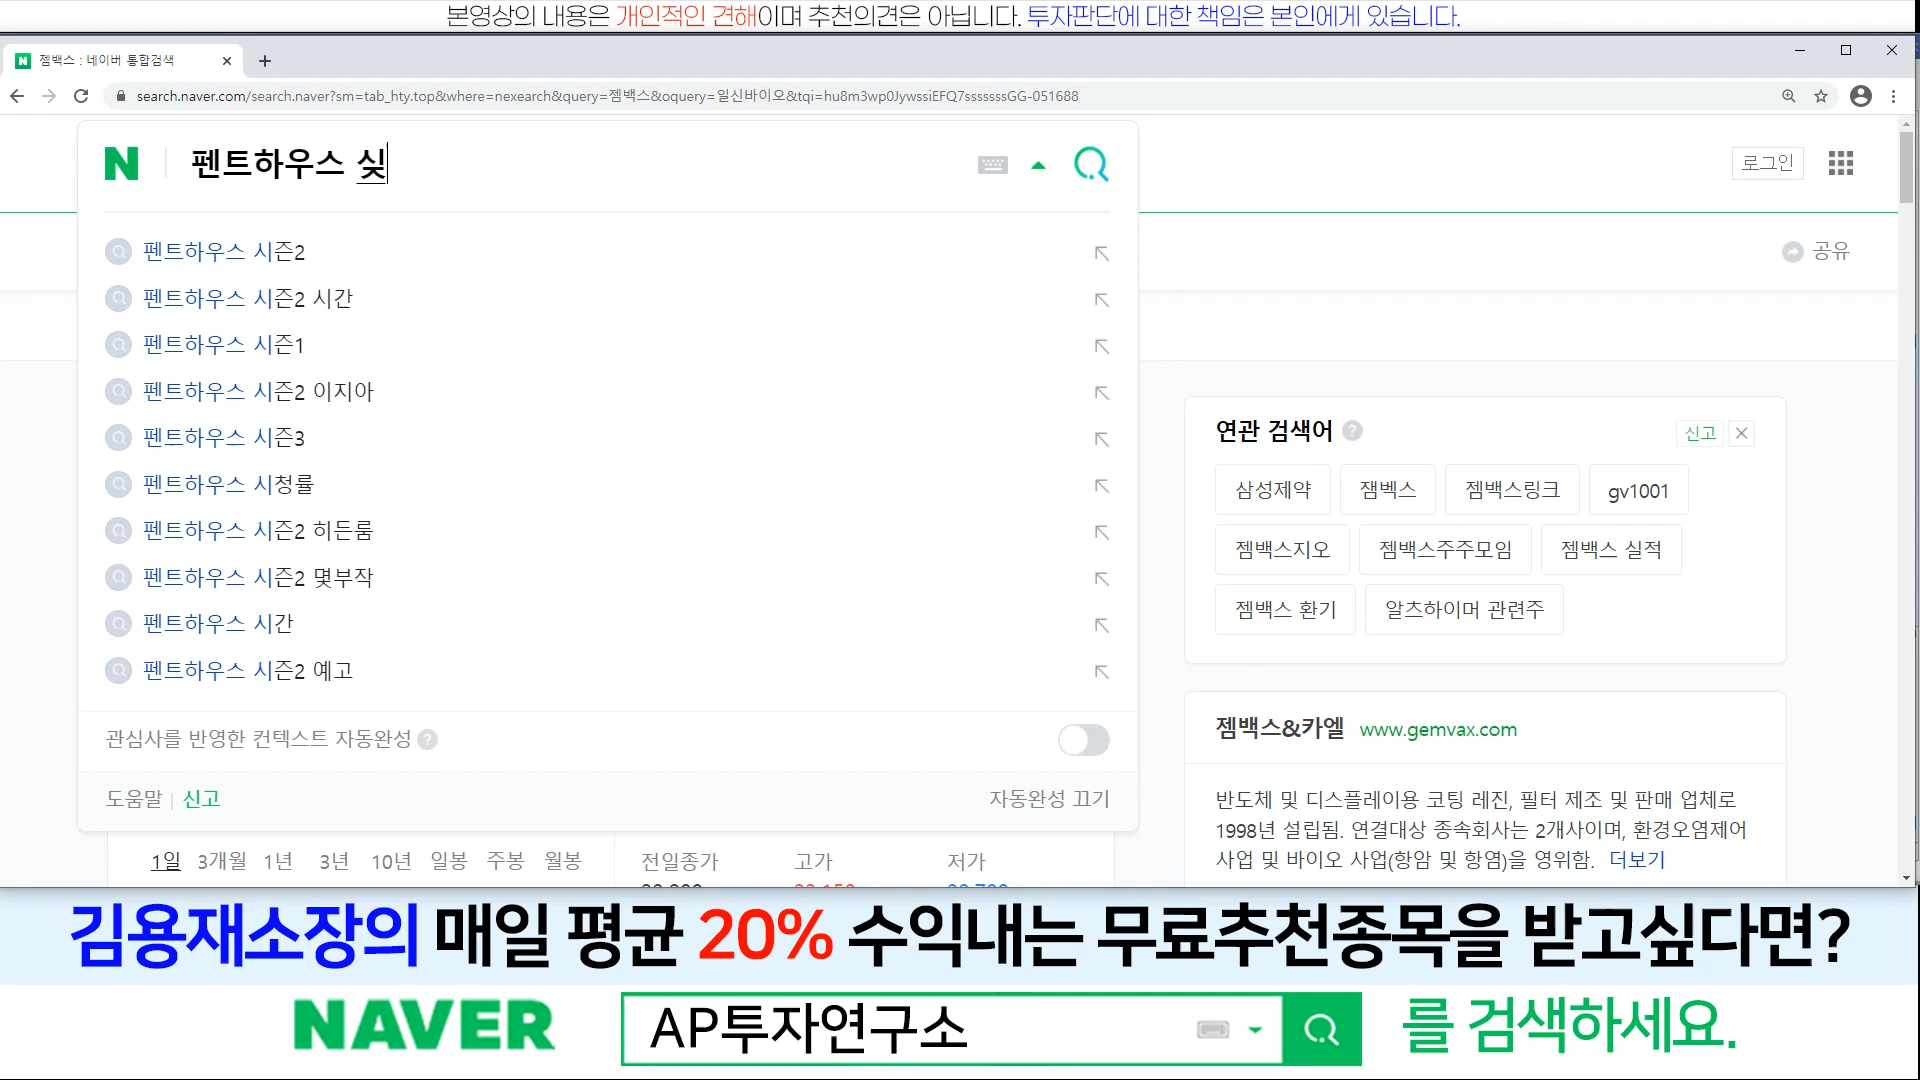 본영상의 내용은 개인적인 견해이며 추천의견은 아닙니다. 투자판단에 대한 책임은 본인에게 있습니다.
젬백스 : 네이버 통합검색
search.naver.com/search.naver?sm=tab_hty.top&where=nexearch&query=젬백스&oquery=일신바이오&tqi=hu8m3wp0JywssiEFQ7sssssssGG-051688
펜트하우스 싲
로그인
펜트하우스 시즌2
공유
펜트하우스 시즌2 시간
펜트하우스 시즌1
펜트하우스 시즌2 이지아
펜트하우스 시즌3
펜트하우스 시청률
펜트하우스 시즌2 히든룸
펜트하우스 시즌2 몇부작
펜트하우스 시간
펜트하우스 시즌2 예고
관심사를 반영한 컨텍스트 자동완성 ?
도움말 | 신고
자동완성 끄기
연관 검색어 ?
신고
삼성제약 잼벡스 젬백스링크 gv1001
젬백스지오 젬백스주주모임 젬백스 실적
젬백스 환기 알츠하이머 관련주
젬백스&카엘 www.gemvax.com
반도체 및 디스플레이용 코팅 레진, 필터 제조 및 판매 업체로
1998년 설립됨. 연결대상 종속회사는 2개사이며, 환경오염제어
사업 및 바이오 사업(항암 및 항염)을 영위함. 더보기
1일 3개월 1년 3년 10년 일봉 주봉 월봉
전일종가 고가 저가
김용재소장의 매일 평균 20% 수익내는 무료추천종목을 받고싶다면?
NAVER AP투자연구소 를 검색하세요.